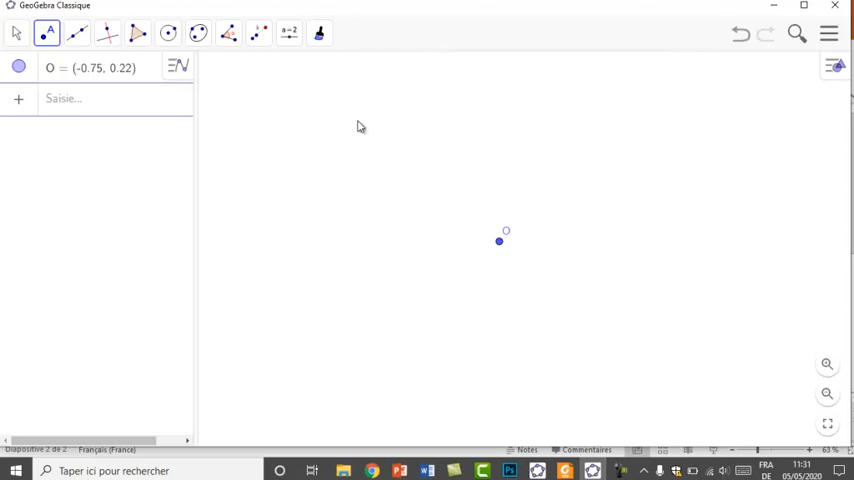 GeoGebra Classique
A
a=2
O = (-0.75, 0.22)
Saisie...
O
Diapositive 2 de 2 Français (France) Notes Commentaires 63 %
Taper ici pour rechercher
FRA 11:31
DE 05/05/2020